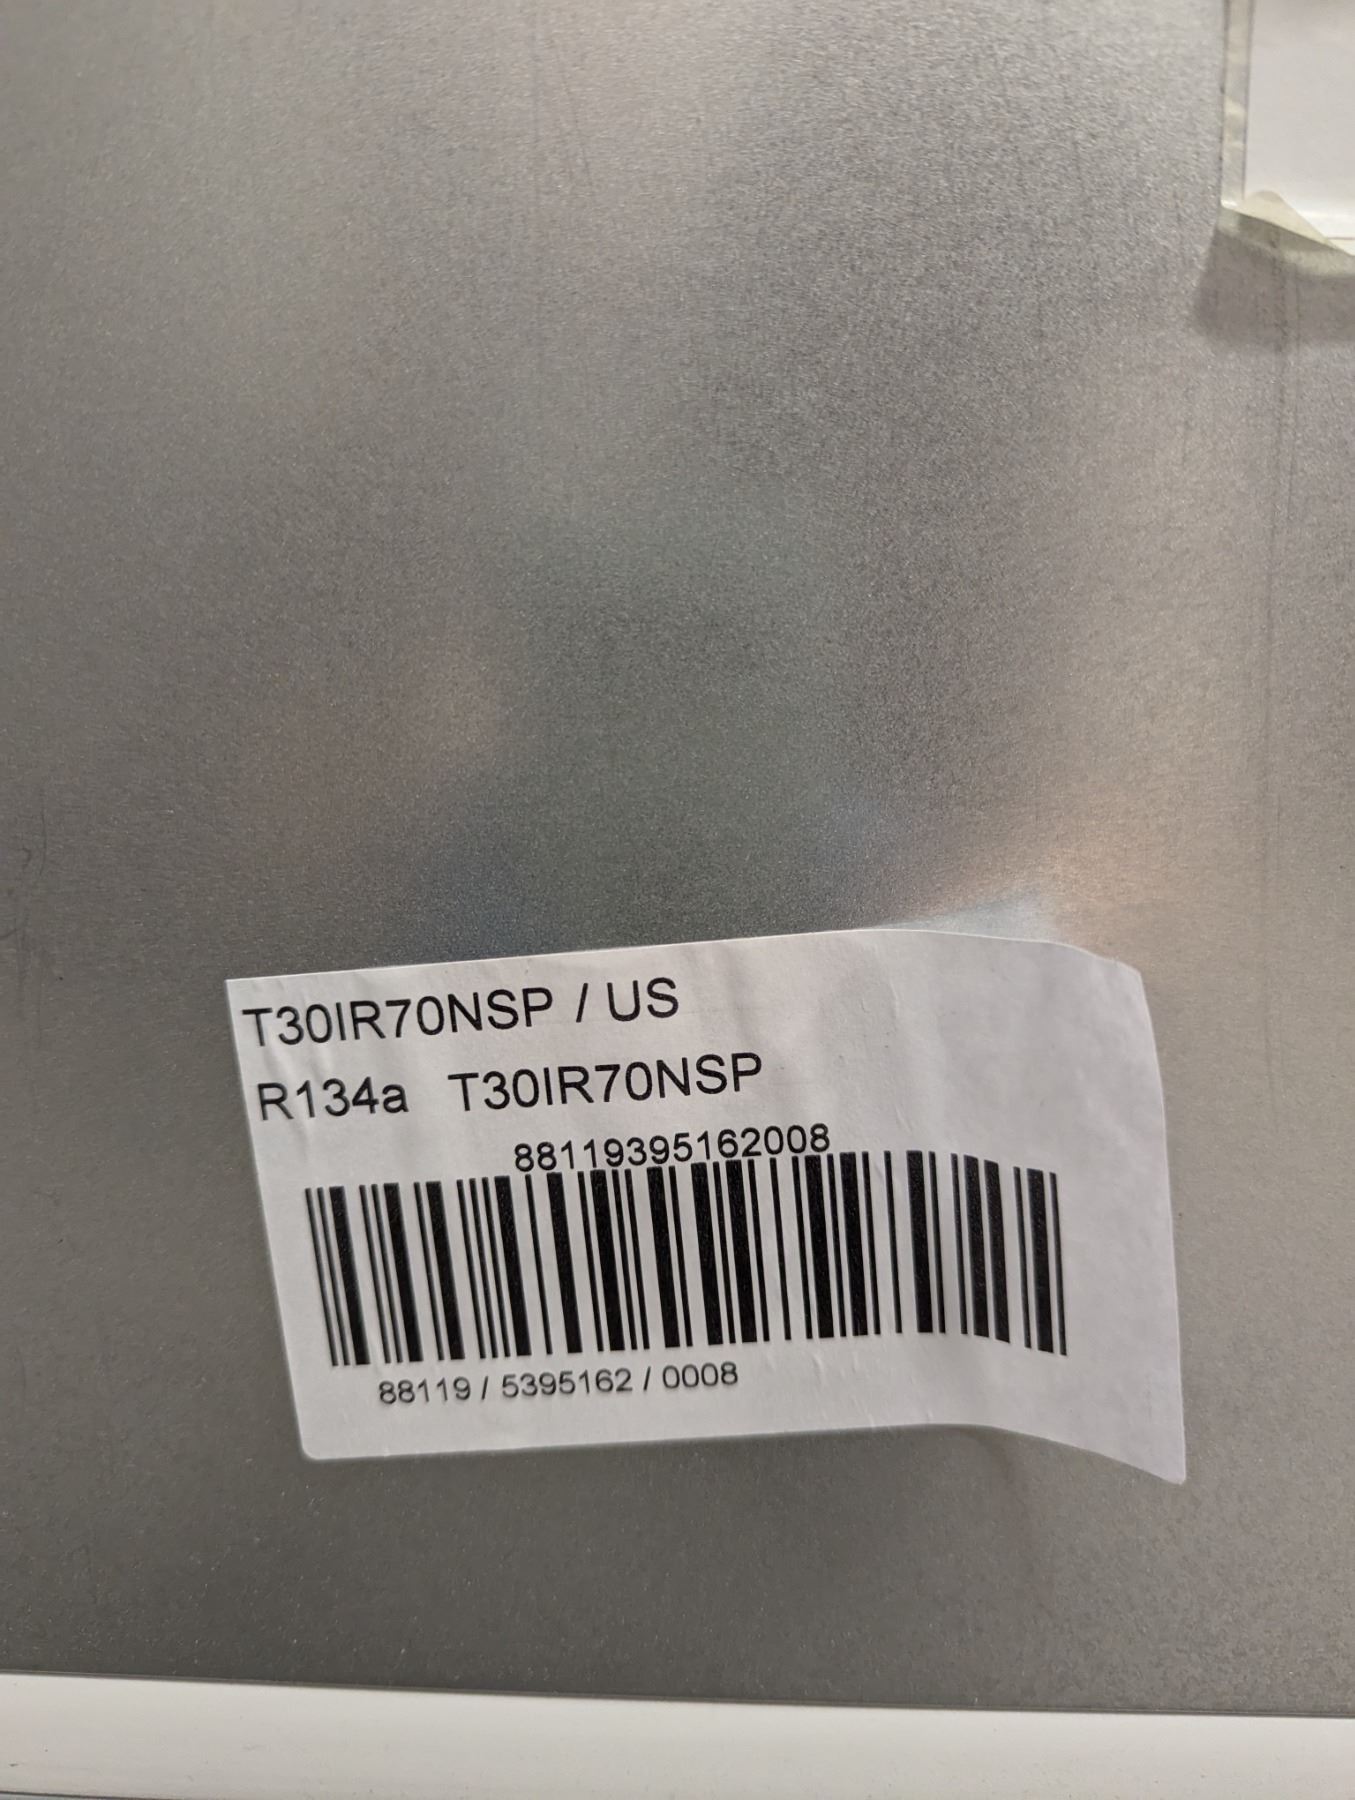 T30IR70NSP / US
R134a T30IR70NSP
88119395162008
88119 / 5395162 / 0008